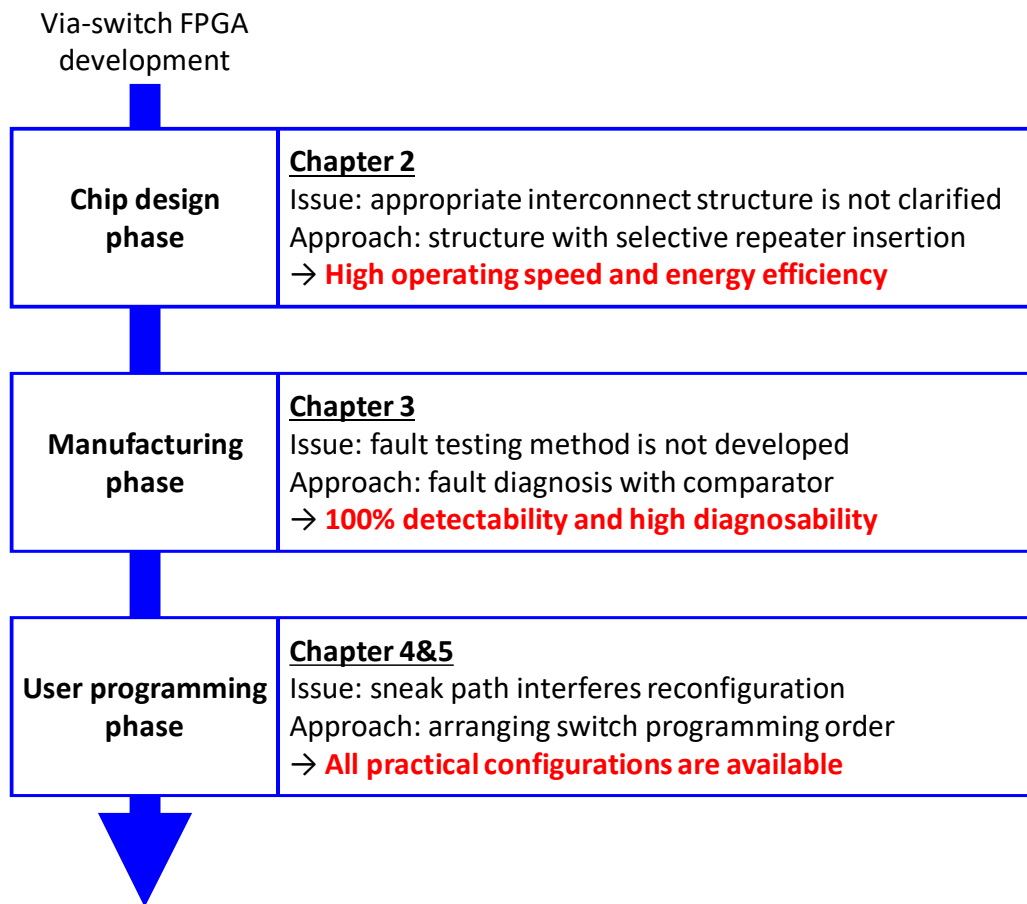 Via-switch FPGA
development
Chip design
phase
Chapter 2
Issue: appropriate interconnect structure is not clarified
Approach: structure with selective repeater insertion
→ High operating speed and energy efficiency
Manufacturing
phase
Chapter 3
Issue: fault testing method is not developed
Approach: fault diagnosis with comparator
→ 100% detectability and high diagnosability
User programming
phase
Chapter 4&5
Issue: sneak path interferes reconfiguration
Approach: arranging switch programming order
→ All practical configurations are available